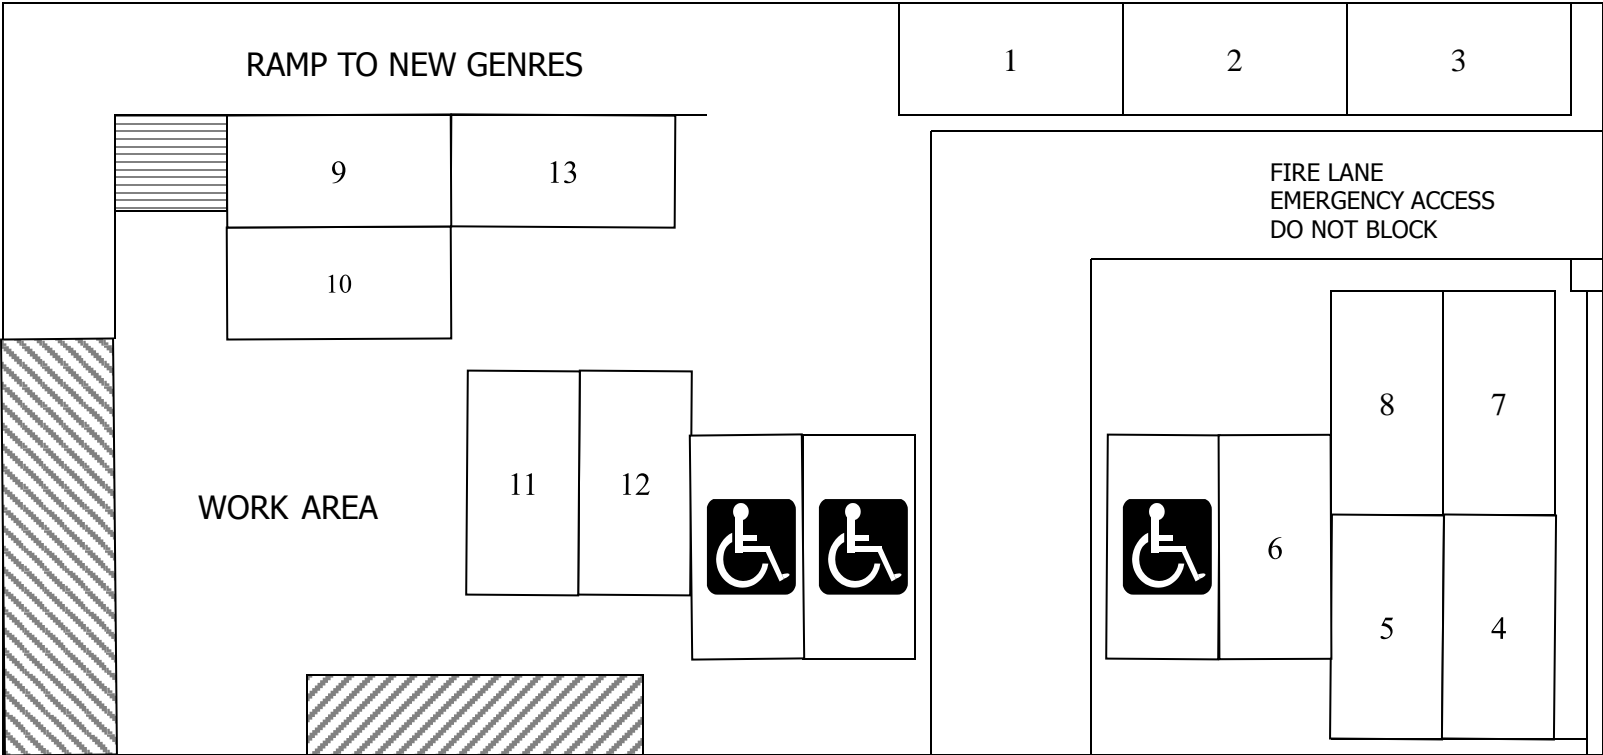 RAMP TO NEW GENRES
1
2
3
9
13
FIRE LANE
EMERGENCY ACCESS
DO NOT BLOCK
10
8
7
11
12
WORK AREA
6
5
4